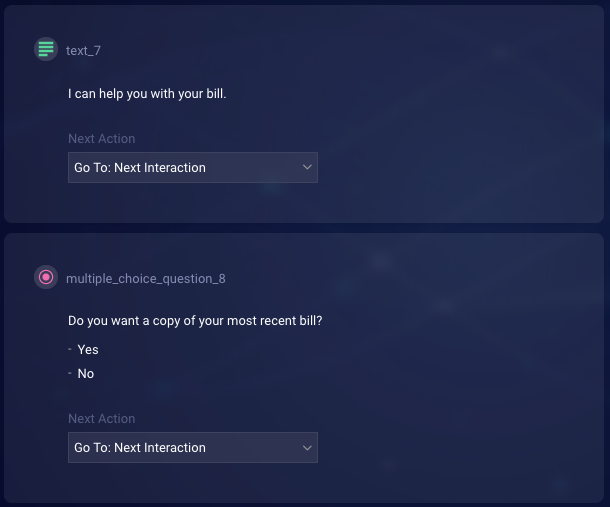 text_7
I can help you with your bill.
Next Action
Go To: Next Interaction
multiple_choice_question_8
Do you want a copy of your most recent bill?
- Yes
- No
Next Action
Go To: Next Interaction